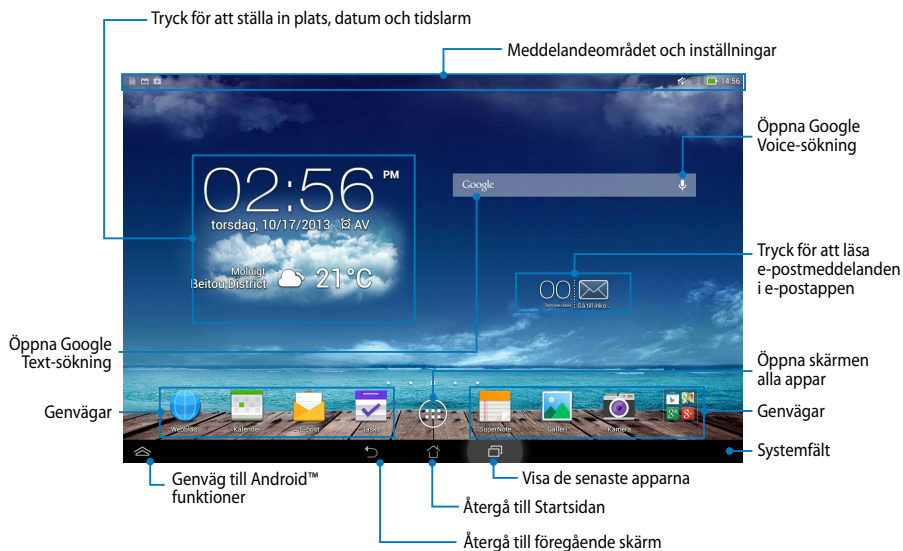 Tryck för att ställa in plats, datum och tidslarm
Meddelandeområdet och inställningar
14:56
Öppna Google
Voice-sökning
02:56 PM
torsdag, 10/17/2013 AV
Molnigt
Beitou District
21°C
Google
Tryck för att läsa
e-postmeddelanden
i e-postappen
00
Gå till inko...
Öppna Google
Text-sökning
Öppna skärmen
alla appar
Genvägar
Webbläs
Kalender
E-post
Tasks
SuperNote
Galleri
Kamera
Genvägar
Systemfält
Genväg till Android™
funktioner
Visa de senaste apparna
Återgå till Startsidan
Återgå till föregående skärm